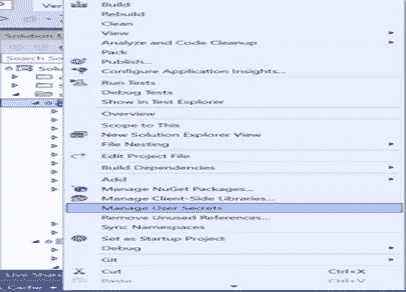 Ver
Build
Rebuild
Clean
View
Analyze and Code Cleanup
Pack
Publish...
Configure Application Insights...
Run Tests
Debug Tests
Show in Test Explorer
Overview
Scope to This
New Solution Explorer View
File Nesting
Edit Project File
Build Dependencies
Add
Manage NuGet Packages...
Manage Client-Side Libraries...
Manage User Secrets
Remove Unused References...
Sync Namespaces
Set as Startup Project
Debug
Git
Cut Ctrl+X
Paste Ctrl+V
Solution
Search So
Solu
Live Share
Cache